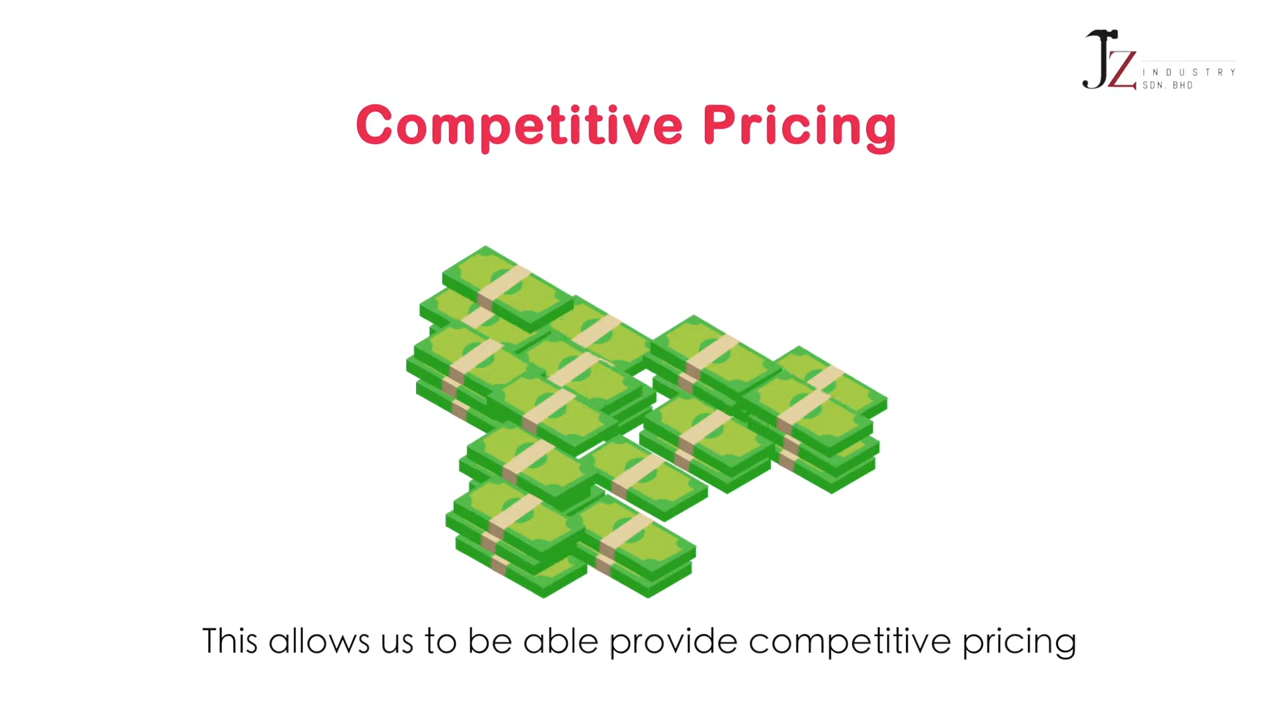 JZ INDUSTRY
SDN. BHD
Competitive Pricing
This allows us to be able provide competitive pricing